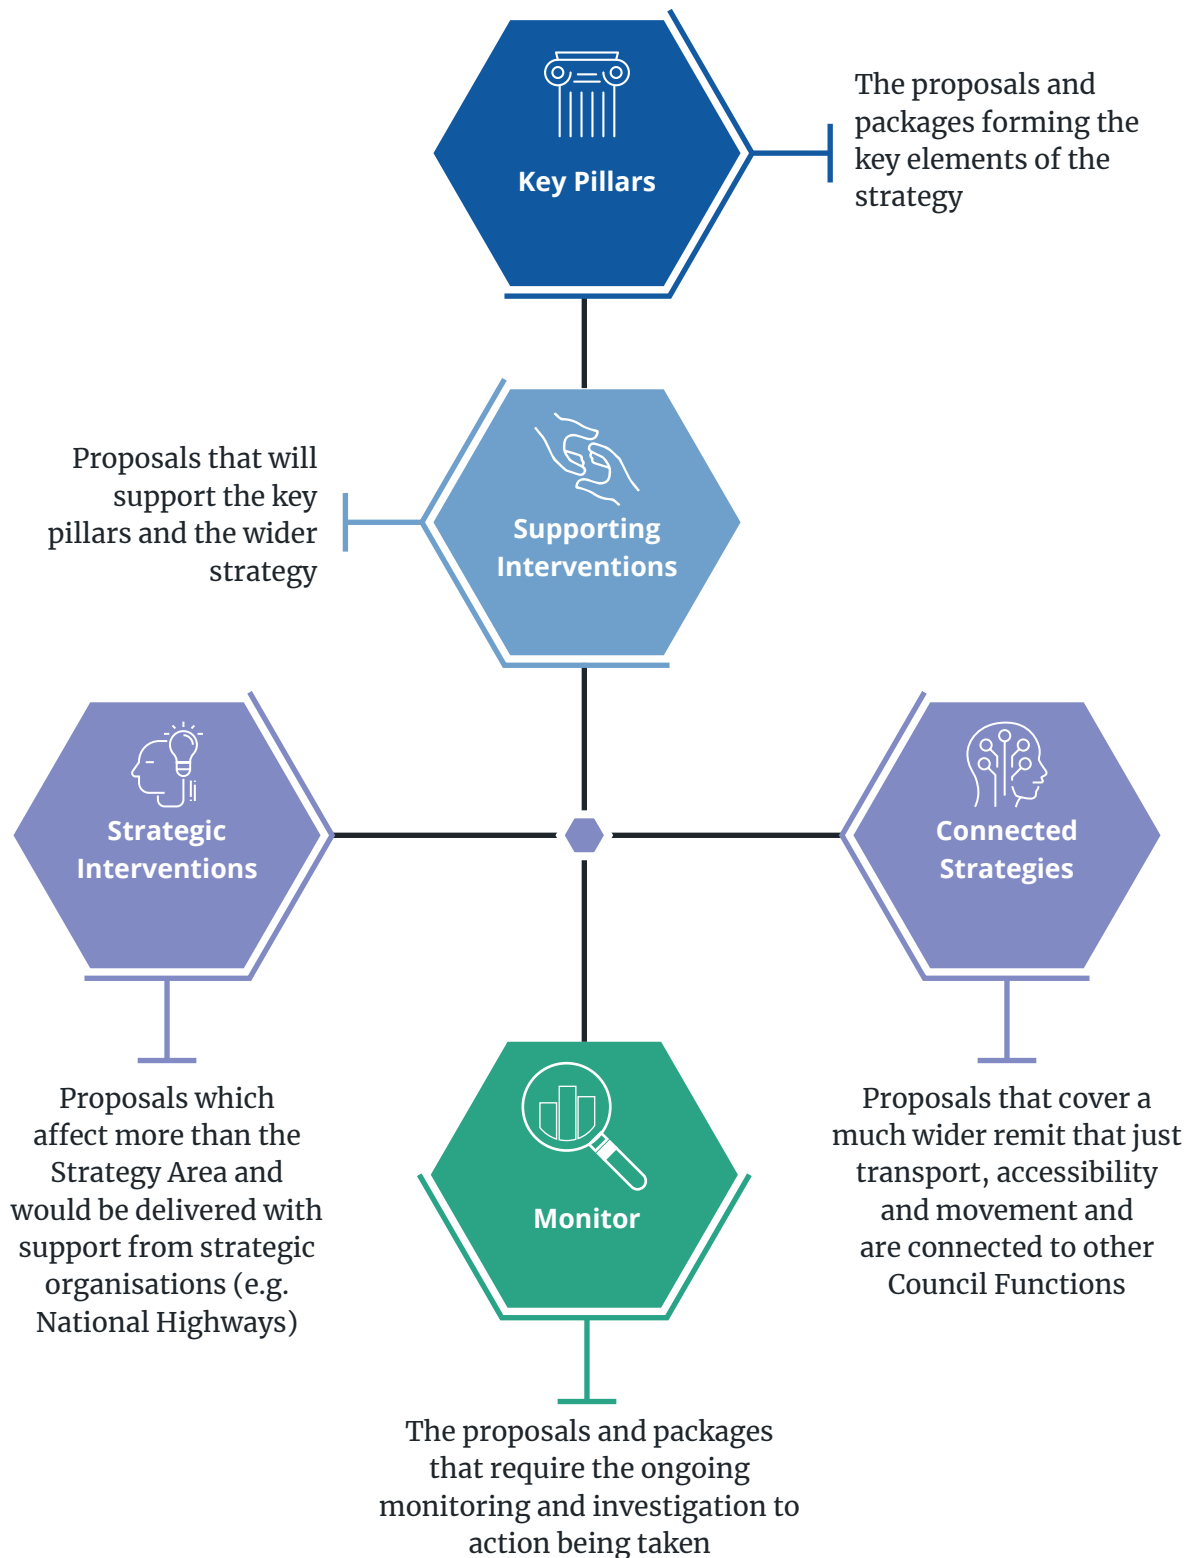 Key Pillars
The proposals and
packages forming the
key elements of the
strategy
Proposals that will
support the key
pillars and the wider
strategy
Supporting
Interventions
Strategic
Interventions
Connected
Strategies
Proposals which
affect more than the
Strategy Area and
would be delivered with
support from strategic
organisations (e.g.
National Highways)
Proposals that cover a
much wider remit that just
transport, accessibility
and movement and
are connected to other
Council Functions
Monitor
The proposals and packages
that require the ongoing
monitoring and investigation to
action being taken